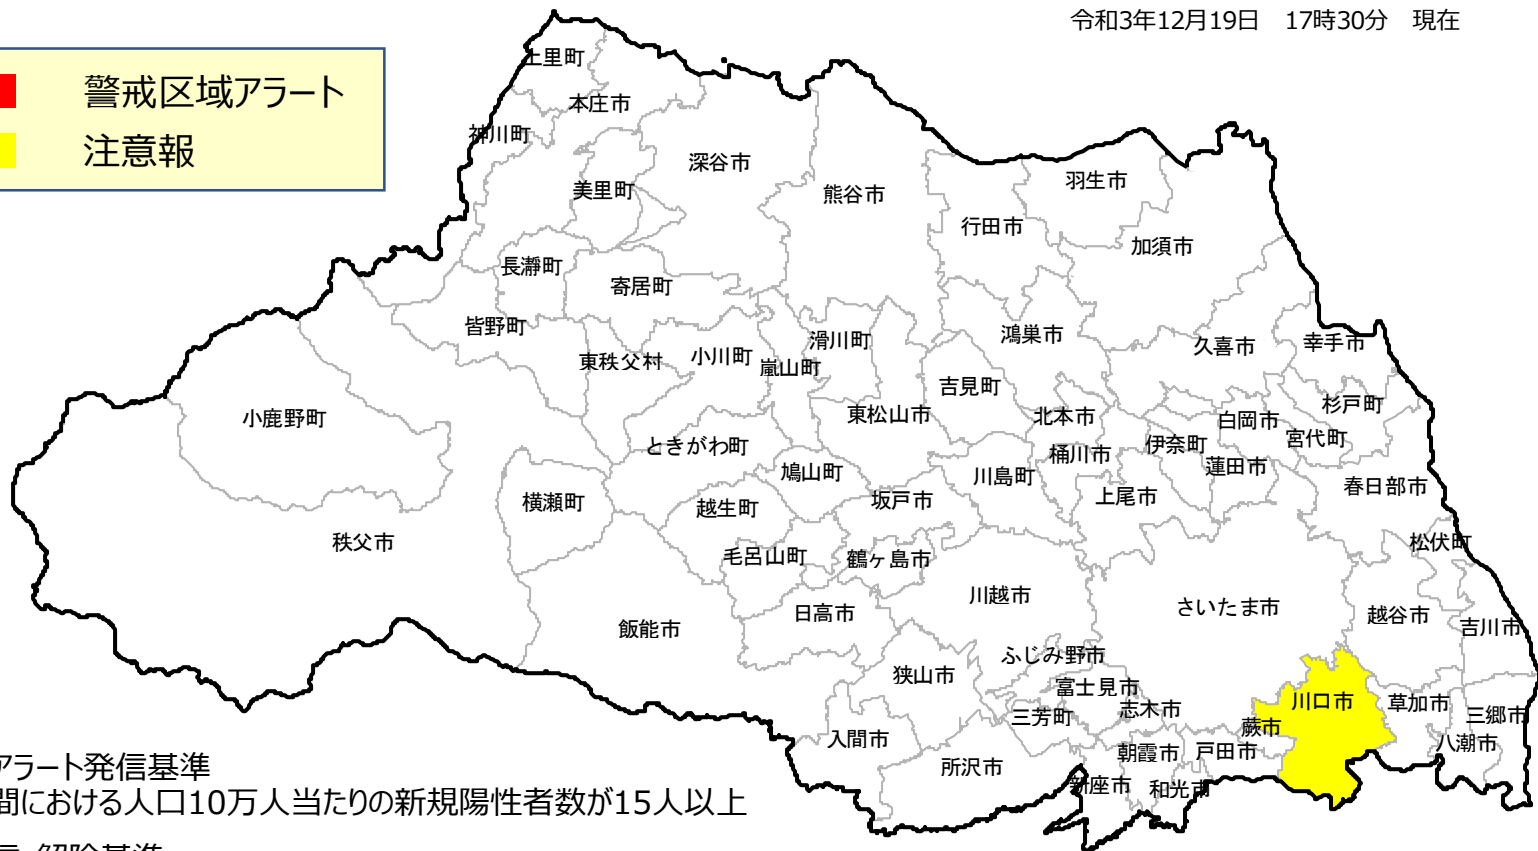 令和3年12月19日　17時30分　現在
警戒区域アラート
注意報
上里町
本庄市
神川町
深谷市
美里町
熊谷市
羽生市
行田市
加須市
長瀞町
寄居町
皆野町
鴻巣市
滑川町
久喜市
幸手市
東秩父村
小川町
嵐山町
吉見町
杉戸町
小鹿野町
東松山市
北本市
白岡市
宮代町
ときがわ町
伊奈町
桶川市
鳩山町
川島町
蓮田市
横瀬町
坂戸市
上尾市
春日部市
越生町
秩父市
松伏町
毛呂山町
鶴ヶ島市
川越市
さいたま市
日高市
越谷市
飯能市
吉川市
ふじみ野市
狭山市
富士見市
川口市
草加市
三芳町
志木市
三郷市
蕨市
入間市
八潮市
朝霞市
戸田市
所沢市
新座市
和光市
アラート発信基準
間における人口10万人当たりの新規陽性者数が15人以上